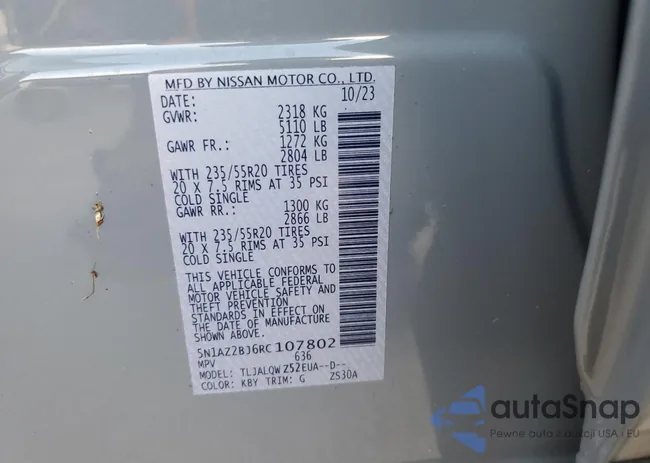 MFD BY NISSAN MOTOR CO., LTD.
DATE: 10/23
GVWR: 2318 KG
5110 LB
GAWR FR.: 1272 KG
2804 LB
WITH 235/55R20 TIRES
20 X 7.5 RIMS AT 35 PSI
COLD SINGLE
GAWR RR.: 1300 KG
2866 LB
WITH 235/55R20 TIRES
20 X 7.5 RIMS AT 35 PSI
COLD SINGLE
THIS VEHICLE CONFORMS TO
ALL APPLICABLE FEDERAL
MOTOR VEHICLE SAFETY AND
THEFT PREVENTION
STANDARDS IN EFFECT ON
THE DATE OF MANUFACTURE
SHOWN ABOVE.
5N1AZ2BJ6RC107802
MPV 636
MODEL: TLJALQWZ52EUA--D--
COLOR: KBY TRIM: G Z530A
autoSnap
Pewne auta z aukcji USA i EU